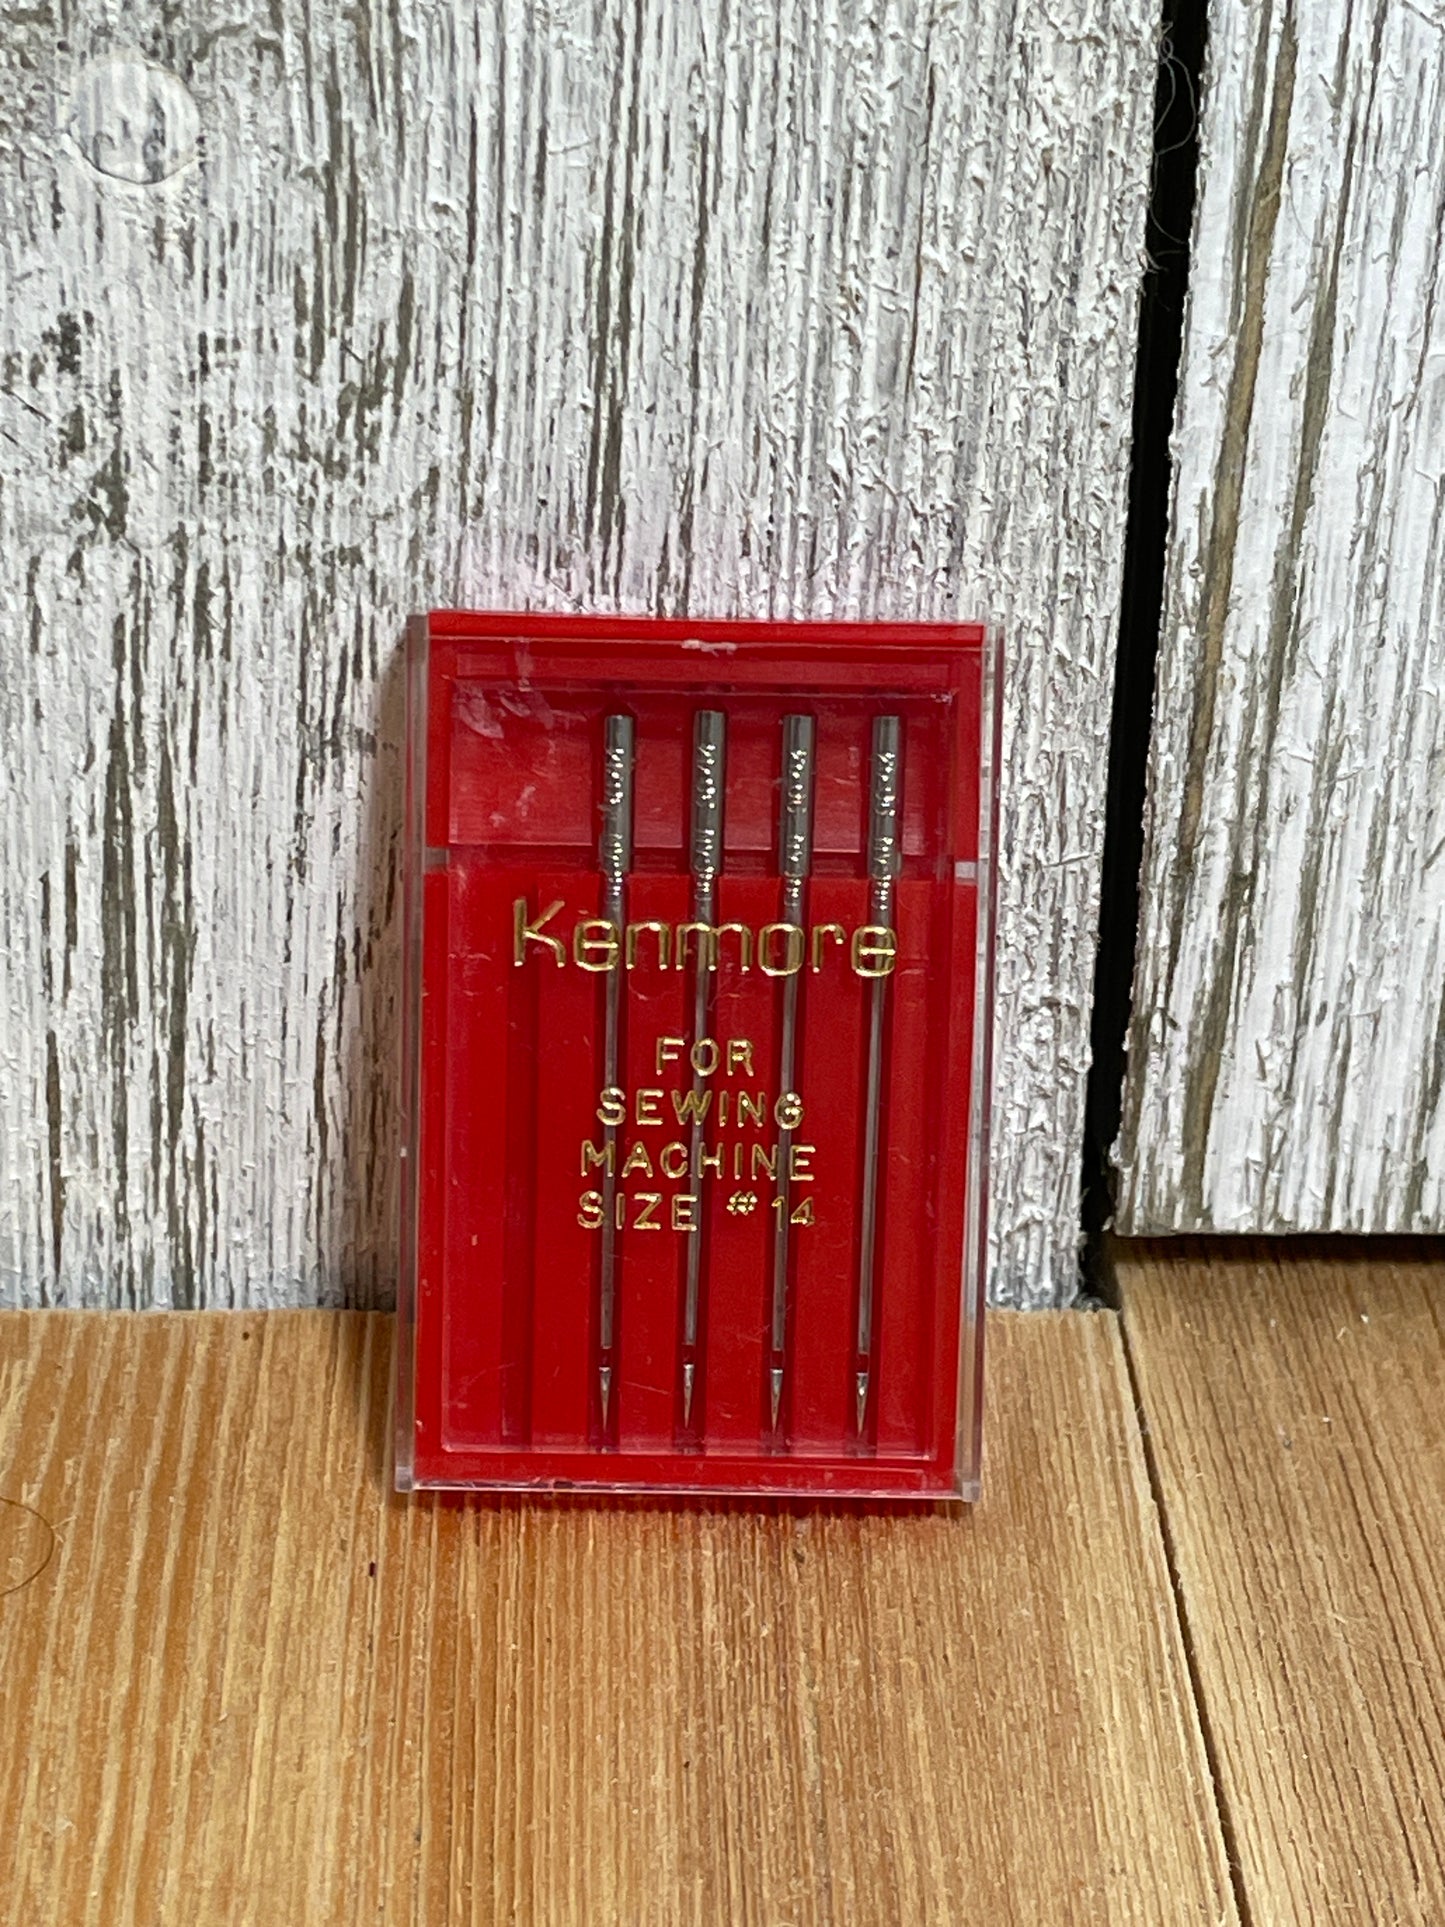 Kenmore
FOR
SEWING
MACHINE
SIZE #14